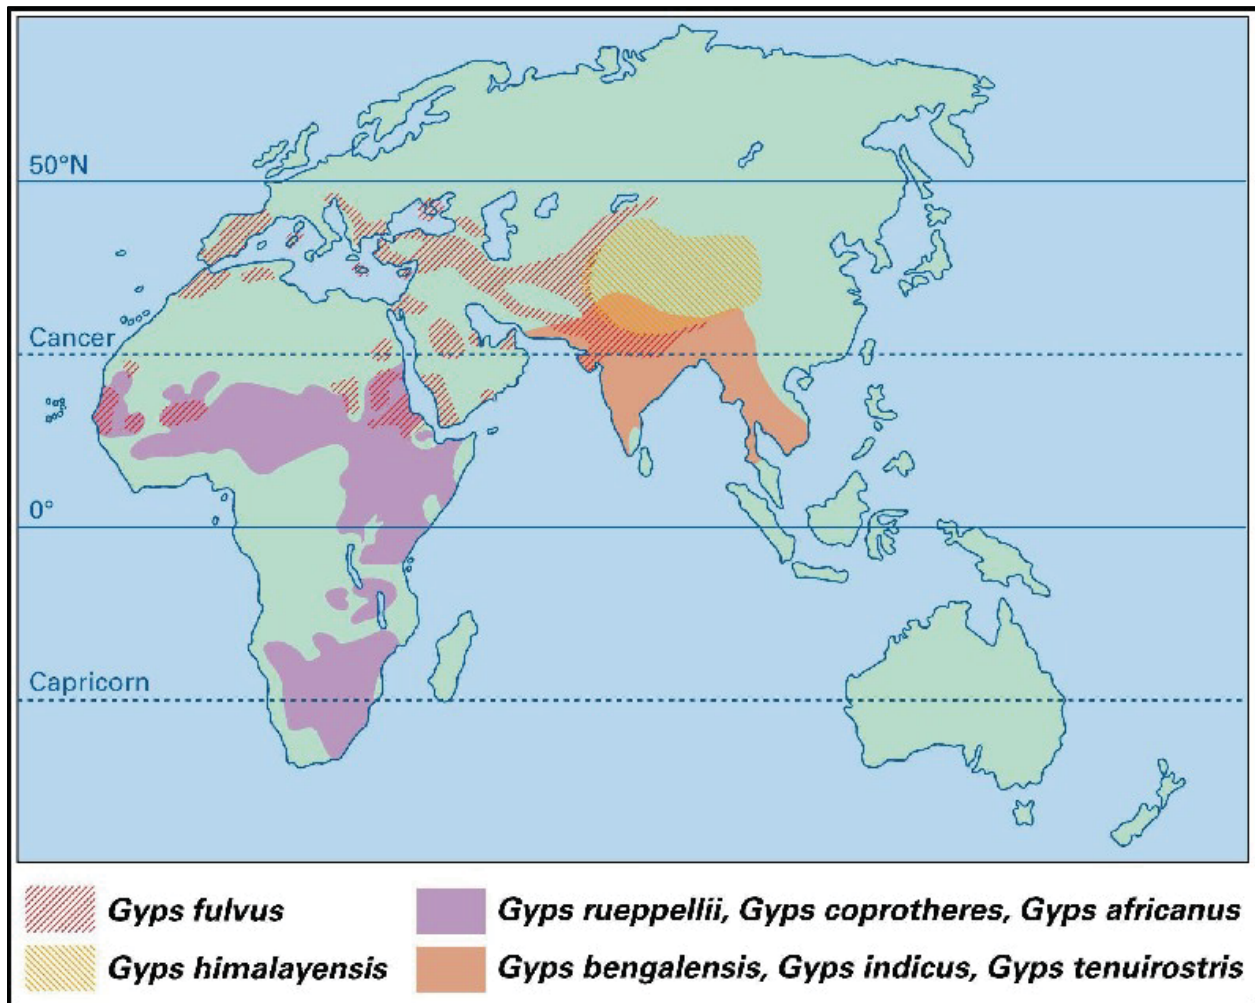 50°N
Cancer
0°
Capricorn
Gyps fulvus
Gyps rueppellii, Gyps coprotheres, Gyps africanus
Gyps himalayensis
Gyps bengalensis, Gyps indicus, Gyps tenuirostris